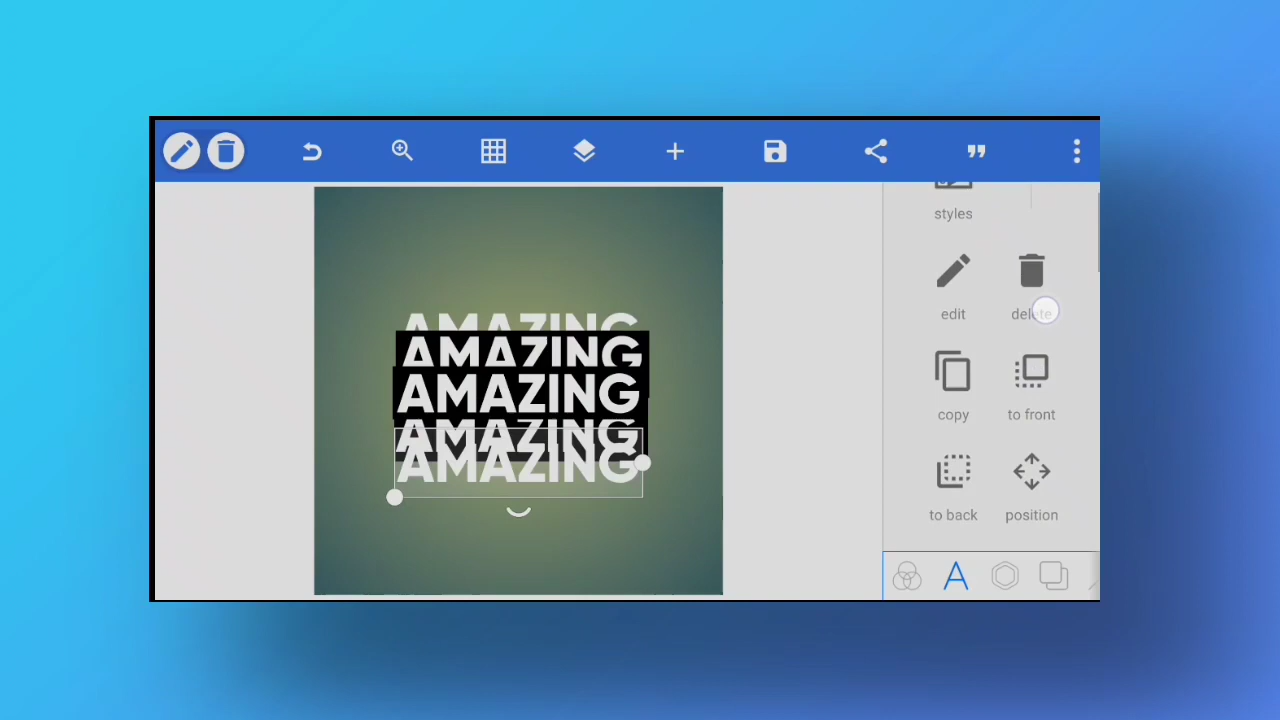 styles
AMAZING
AMAZING
AMAZING
AMAZING
AMAZING
edit
delete
copy
to front
to back
position